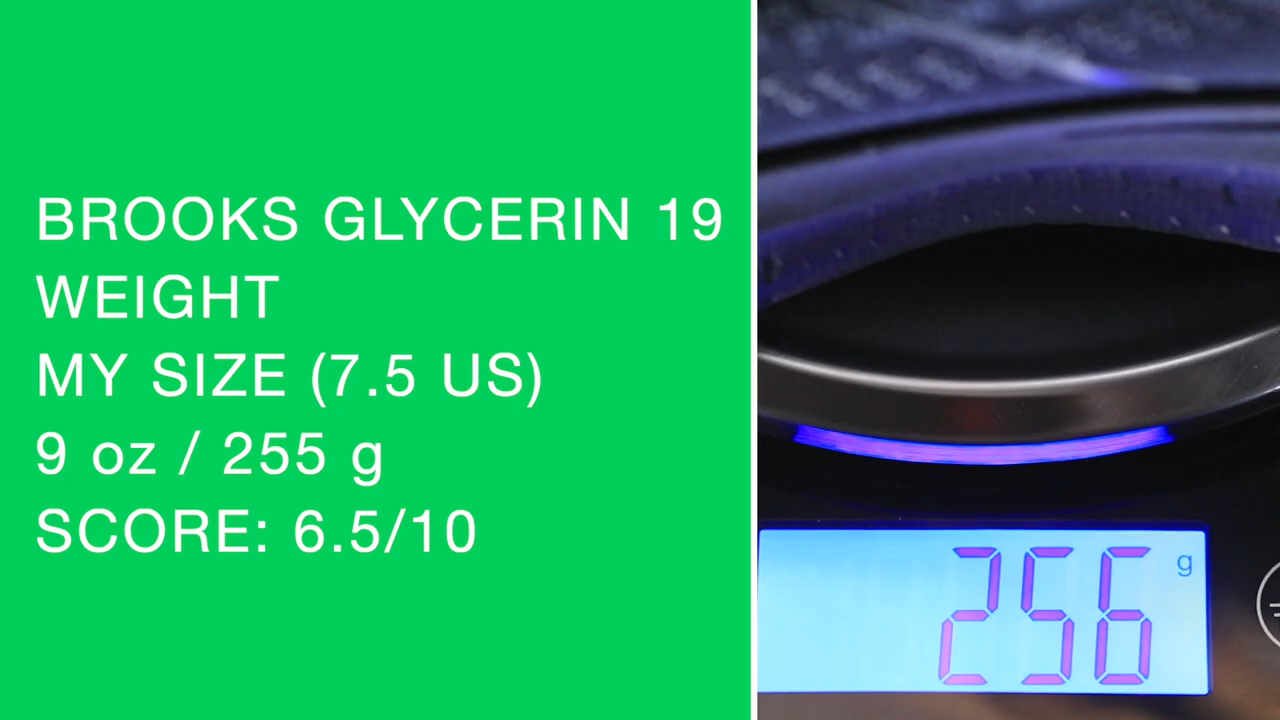 BROOKS GLYCERIN 19
WEIGHT
MY SIZE (7.5 US)
9 oz / 255 g
SCORE: 6.5/10
256 g